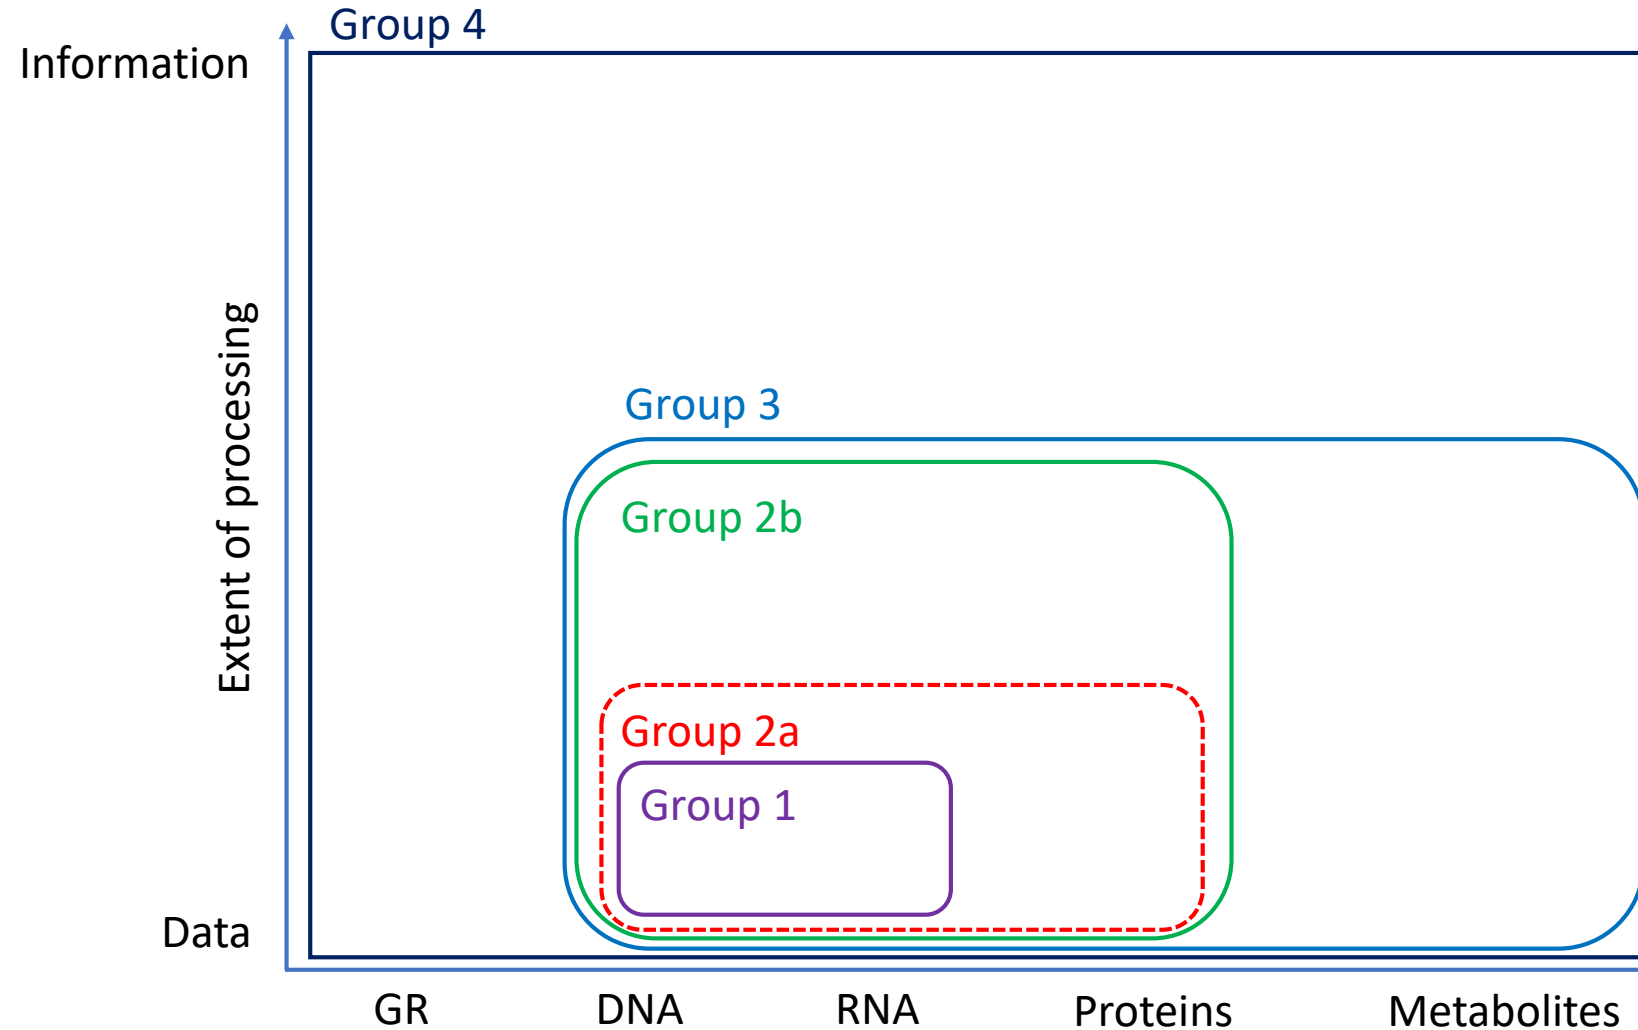 Group 4
Information
Extent of processing
Group 3
Group 2b
Group 2a
Group 1
Data
GR DNA RNA Proteins Metabolites